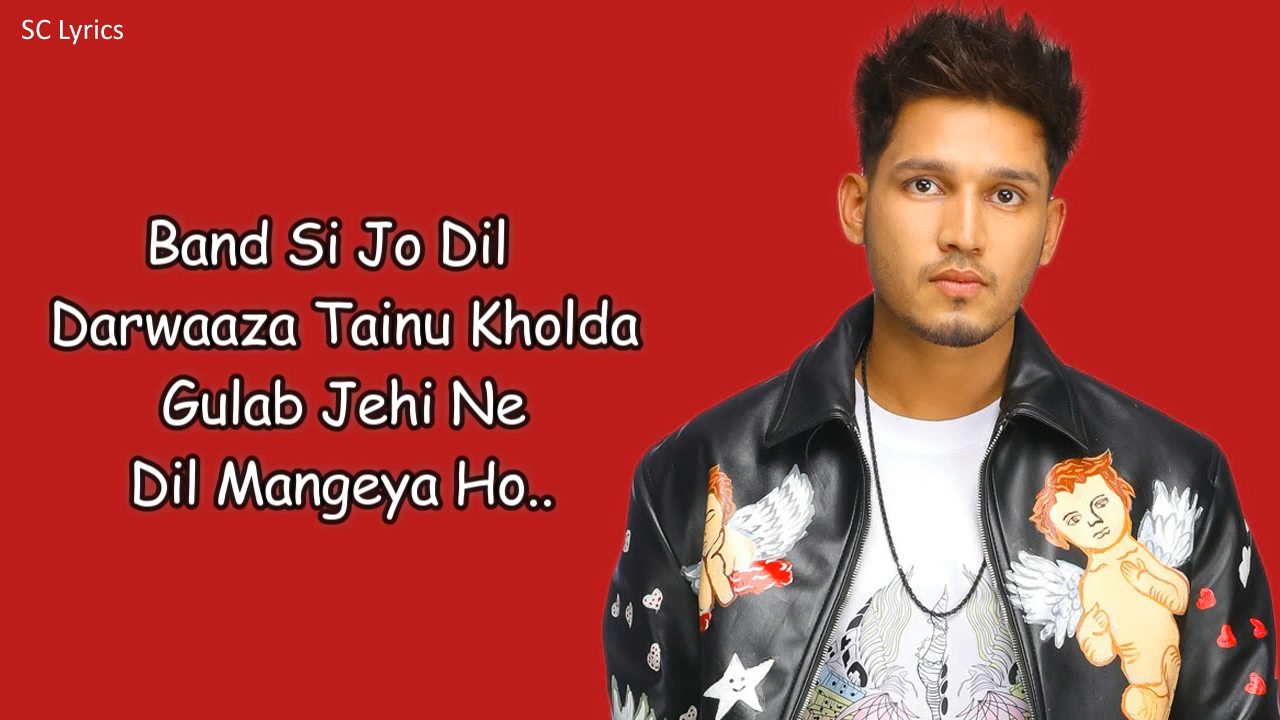 SC Lyrics
Band Si Jo Dil
Darwaaza Tainu Kholda
Gulab Jehi Ne
Dil Mangeya Ho..